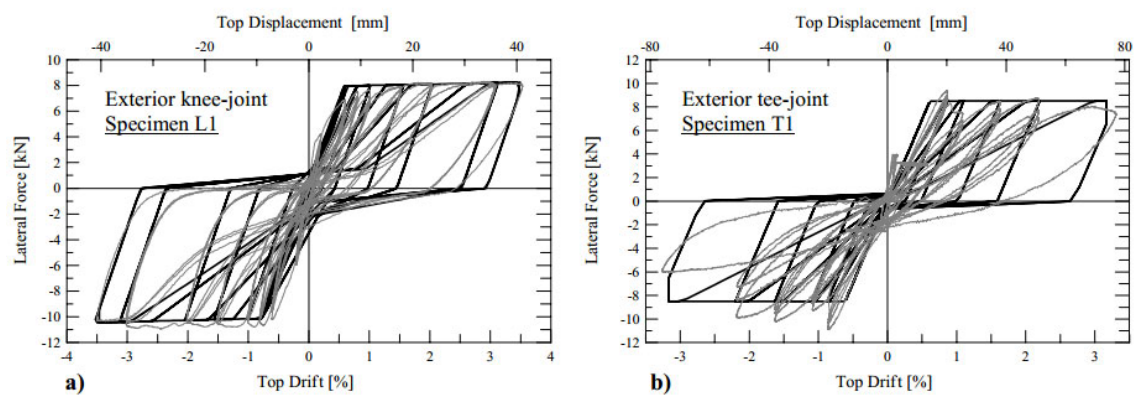 Top Displacement [mm]
-40 -20 0 20 40
10
8
6
4
2
0
-2
-4
-6
-8
-10
-12
Lateral Force [kN]
Exterior knee-joint
Specimen L1
-4 -3 -2 -1 0 1 2 3 4
Top Drift [%]
a)
Top Displacement [mm]
-80 -40 0 40 80
12
10
8
6
4
2
0
-2
-4
-6
-8
-10
-12
Lateral Force [kN]
Exterior tee-joint
Specimen T1
-3 -2 -1 0 1 2 3
Top Drift [%]
b)